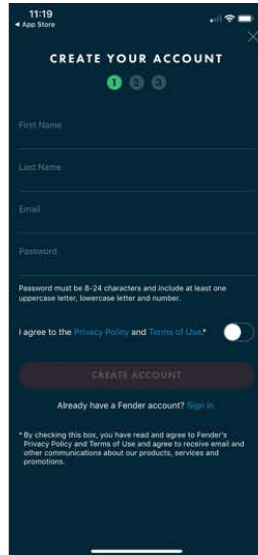 11:19
◀ App Store
CREATE YOUR ACCOUNT
1 2 3
First Name
Last Name
Email
Password
Password must be 8-24 characters and include at least one
uppercase letter, lowercase letter and number.
I agree to the Privacy Policy and Terms of Use.*
CREATE ACCOUNT
Already have a Fender account? Sign in
* By checking this box, you have read and agree to Fender's
Privacy Policy and Terms of Use and agree to receive email and
other communications about our products, services and
promotions.